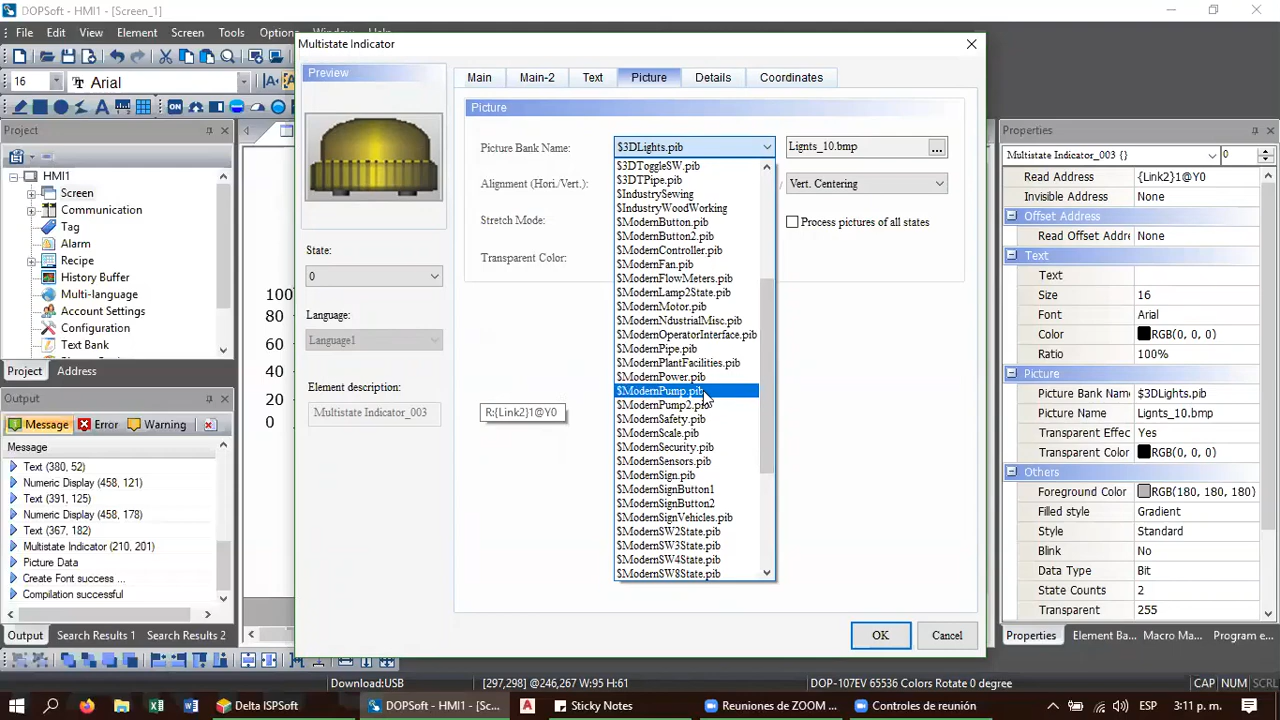 DOPSoft - HMI1 - [Screen_1]
File Edit View Element Screen Tools Options Window Help
16 Arial
Project
HMI1
Screen
Communication
Tag
Alarm
Recipe
History Buffer
Multi-language
Account Settings
Configuration
Text Bank
Project Address
Output
Message Error Warning
Message
Text (380, 52)
Numeric Display (458, 121)
Text (391, 125)
Numeric Display (458, 178)
Text (367, 132)
Multistate Indicator (210, 201)
Picture Data
Create Font success ...
Compilation successful
Output Search Results 1 Search Results 2
100
80
60
40
20
0
Multistate Indicator
Preview
State:
0
Language:
Language1
Element description:
Multistate Indicator_003
Main Main-2 Text Picture Details Coordinates
Picture
Picture Bank Name: $3DLights.pib Lignts_10.bmp ...
Alignment (Hori./Vert.): / Vert. Centering
Stretch Mode: Process pictures of all states
Transparent Color:
R:{Link2}1@Y0
$3DToggleSW.pib
$3DTPipe.pib
$IndustrySewing
$IndustryWoodWorking
$ModernButton.pib
$ModernButton2.pib
$ModernController.pib
$ModernFan.pib
$ModernFlowMeters.pib
$ModernLamp2State.pib
$ModernMotor.pib
$ModernNdustrialMisc.pib
$ModernOperatorInterface.pib
$ModernPipe.pib
$ModernPlantFacilities.pib
$ModernPower.pib
$ModernPump.pib
$ModernPump2.pib
$ModernSafety.pib
$ModernScale.pib
$ModernSecurity.pib
$ModernSensors.pib
$ModernSign.pib
$ModernSignButton1
$ModernSignButton2
$ModernSignVehicles.pib
$ModernSW2State.pib
$ModernSW3State.pib
$ModernSW4State.pib
$ModernSW8State.pib
OK Cancel
Properties
Multistate Indicator_003 {} 0
Read Address {Link2}1@Y0
Invisible Address None
Offset Address
Read Offset Addr None
Text
Text
Size 16
Font Arial
Color RGB(0, 0, 0)
Ratio 100%
Picture
Picture Bank Name $3DLights.pib
Picture Name Lignts_10.bmp
Transparent Effec Yes
Transparent Color RGB(0, 0, 0)
Others
Foreground Color RGB(180, 180, 180)
Filled style Gradient
Style Standard
Blink No
Data Type Bit
State Counts 2
Transparent 255
Properties Element Ba... Macro Ma... Program e...
Download:USB [297,298] @246,267 W:95 H:61 DOP-107EV 65536 Colors Rotate 0 degree CAP NUM SCRL
Delta ISPSoft DOPSoft - HMI1 - [Sc... Sticky Notes Reuniones de ZOOM ... Controles de reunión ESP 3:11 p. m.